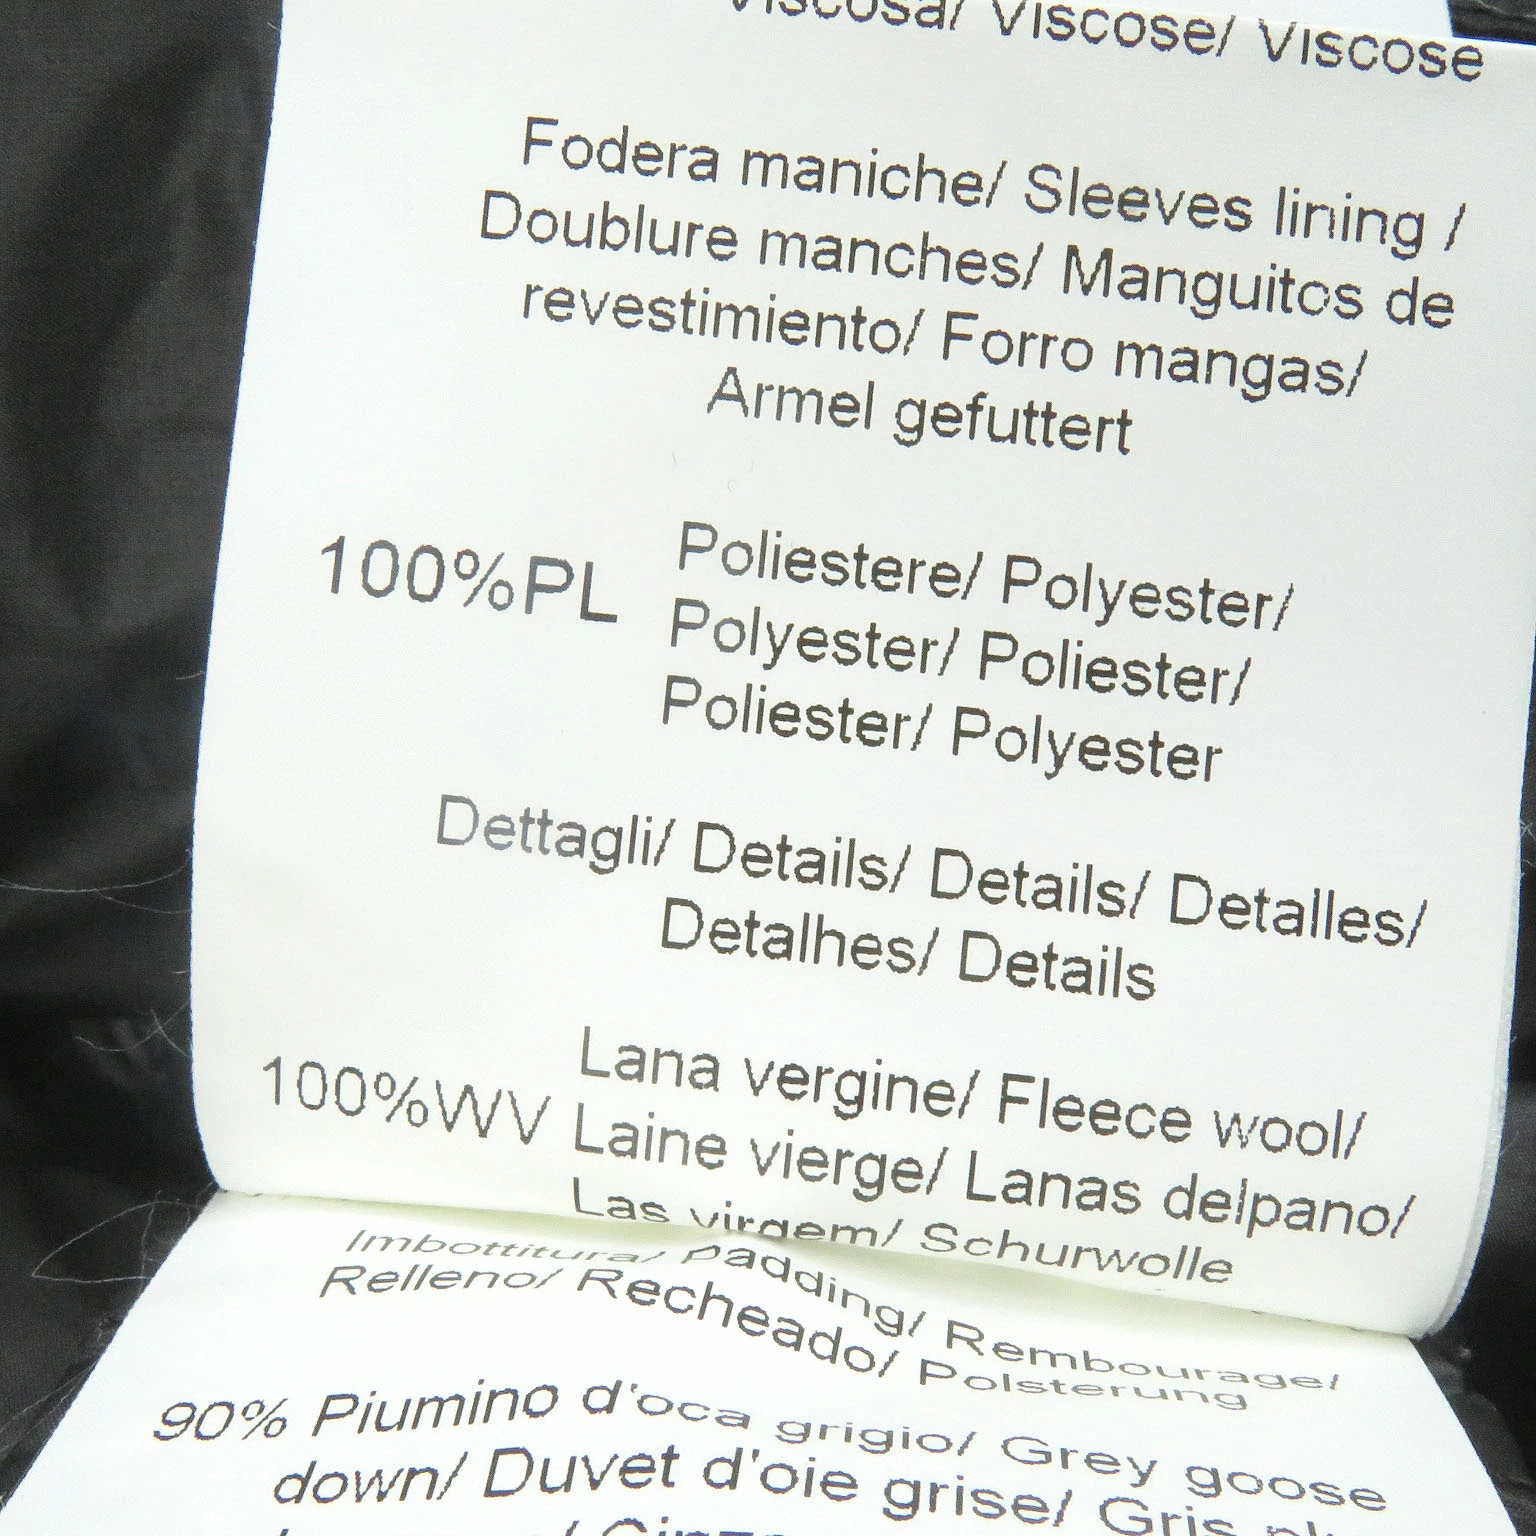 Viscosa/ Viscose/ Viscose
Fodera maniche/ Sleeves lining /
Doublure manches/ Manguitos de
revestimiento/ Forro mangas/
Armel gefuttert
100%PL Poliestere/ Polyester/
Polyester/ Poliester/
Poliester/ Polyester
Dettagli/ Details/ Details/ Detalles/
Detalhes/ Details
Lana vergine/ Fleece wool/
100%WV Laine vierge/ Lanas delpano/
Las virgem/ Schurwolle
Imbottitura/ Padding/ Rembourage/
Relleno/ Recheado/ Polsterung
90% Piumino d'oca grigio/ Grey goose
down/ Duvet d'oie grise/ Gris